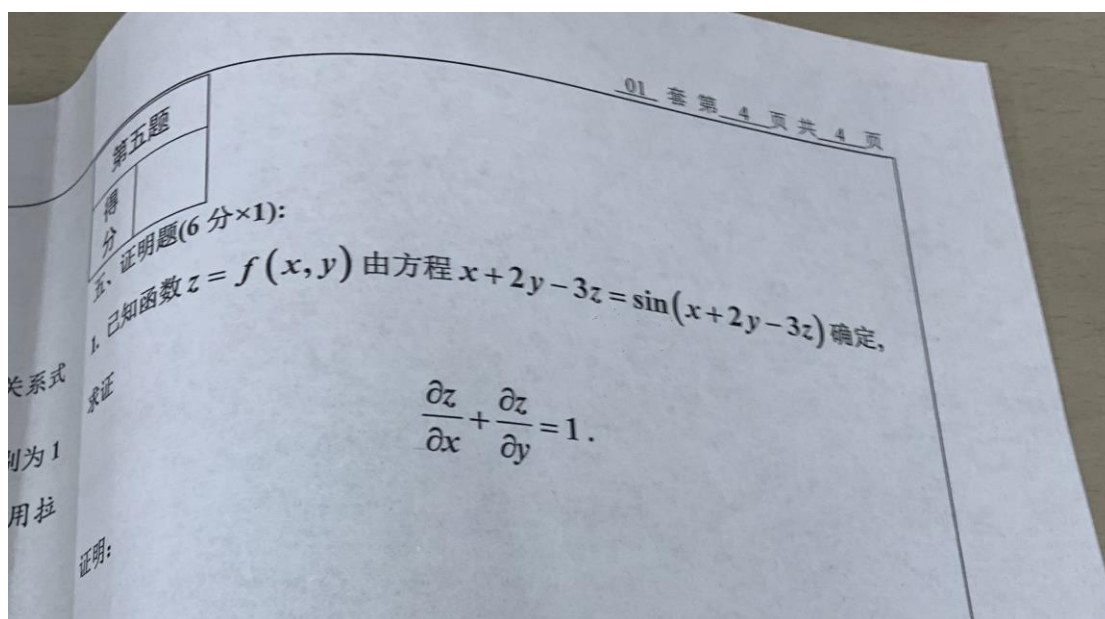 01 套 第 4 页 共 4 页
第五题
得分
五、证明题(6 分×1):
1. 己知函数 z = f(x, y) 由方程 x + 2y − 3z = sin(x + 2y − 3z) 确定,
求证
∂z/∂x + ∂z/∂y = 1 .
证明:
关系式
别为 1
用拉